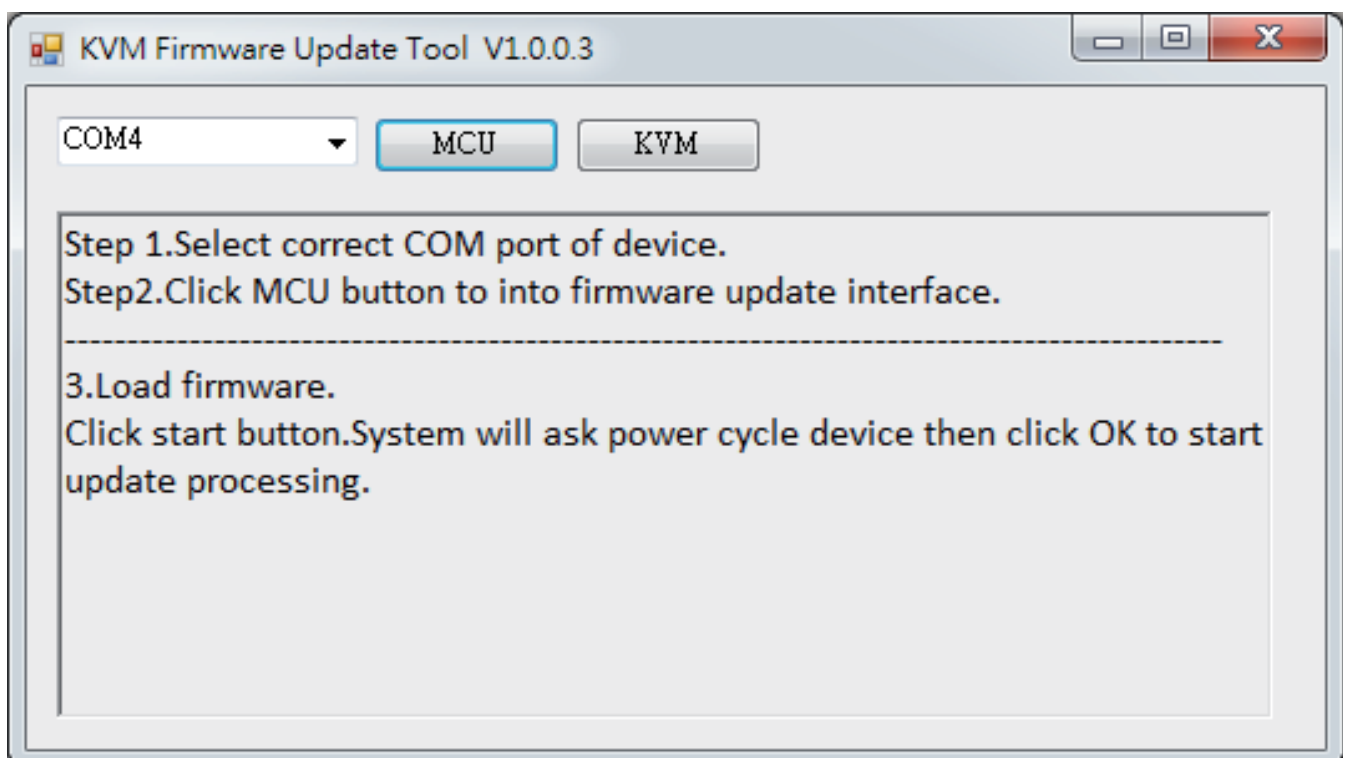 KVM Firmware Update Tool V1.0.0.3
COM4 MCU KVM
Step 1.Select correct COM port of device.
Step2.Click MCU button to into firmware update interface.
--------------------------------------------------------------------------------------------
3.Load firmware.
Click start button.System will ask power cycle device then click OK to start
update processing.